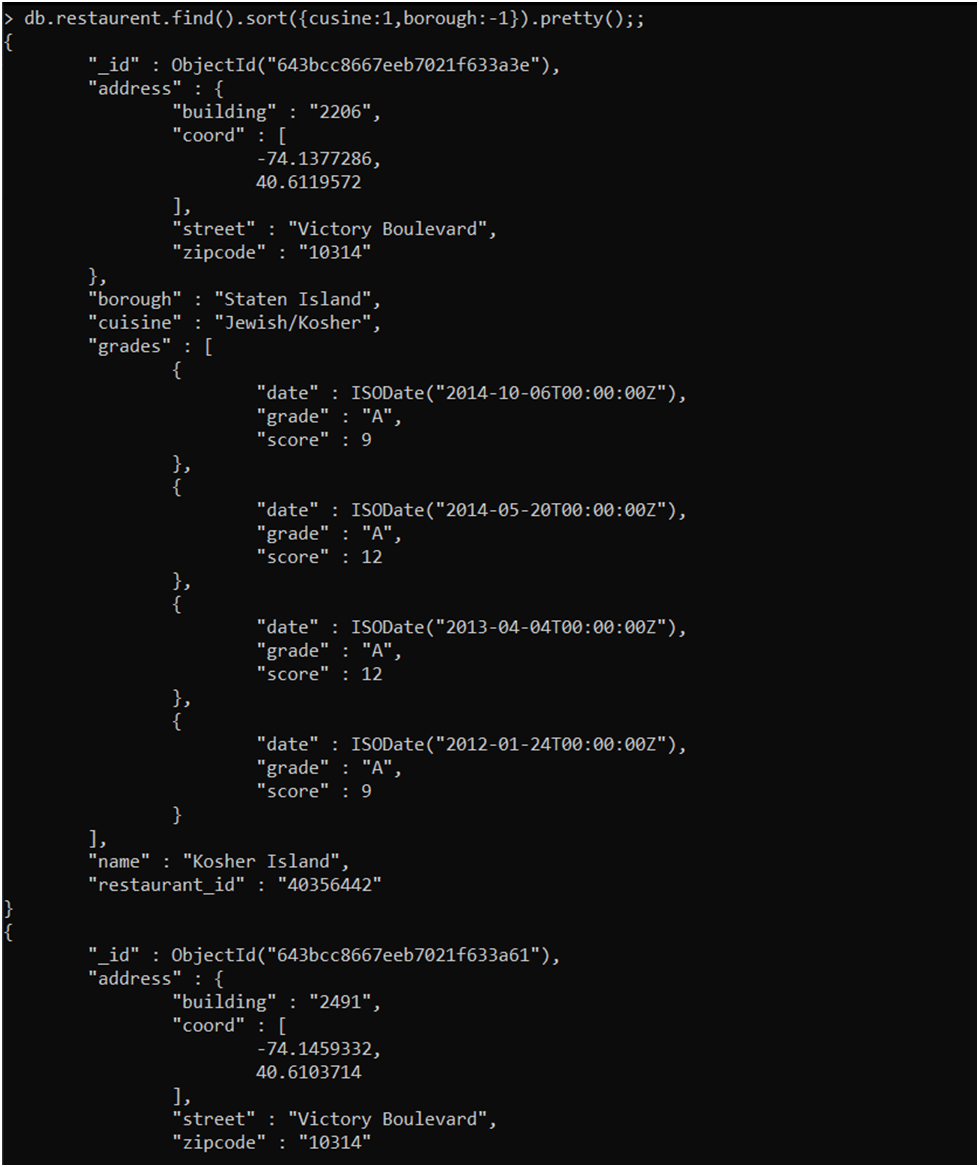 > db.restaurent.find().sort({cusine:1,borough:-1}).pretty();;
{
        "_id" : ObjectId("643bcc8667eeb7021f633a3e"),
        "address" : {
                "building" : "2206",
                "coord" : [
                        -74.1377286,
                        40.6119572
                ],
                "street" : "Victory Boulevard",
                "zipcode" : "10314"
        },
        "borough" : "Staten Island",
        "cuisine" : "Jewish/Kosher",
        "grades" : [
                {
                        "date" : ISODate("2014-10-06T00:00:00Z"),
                        "grade" : "A",
                        "score" : 9
                },
                {
                        "date" : ISODate("2014-05-20T00:00:00Z"),
                        "grade" : "A",
                        "score" : 12
                },
                {
                        "date" : ISODate("2013-04-04T00:00:00Z"),
                        "grade" : "A",
                        "score" : 12
                },
                {
                        "date" : ISODate("2012-01-24T00:00:00Z"),
                        "grade" : "A",
                        "score" : 9
                }
        ],
        "name" : "Kosher Island",
        "restaurant_id" : "40356442"
}
{
        "_id" : ObjectId("643bcc8667eeb7021f633a61"),
        "address" : {
                "building" : "2491",
                "coord" : [
                        -74.1459332,
                        40.6103714
                ],
                "street" : "Victory Boulevard",
                "zipcode" : "10314"